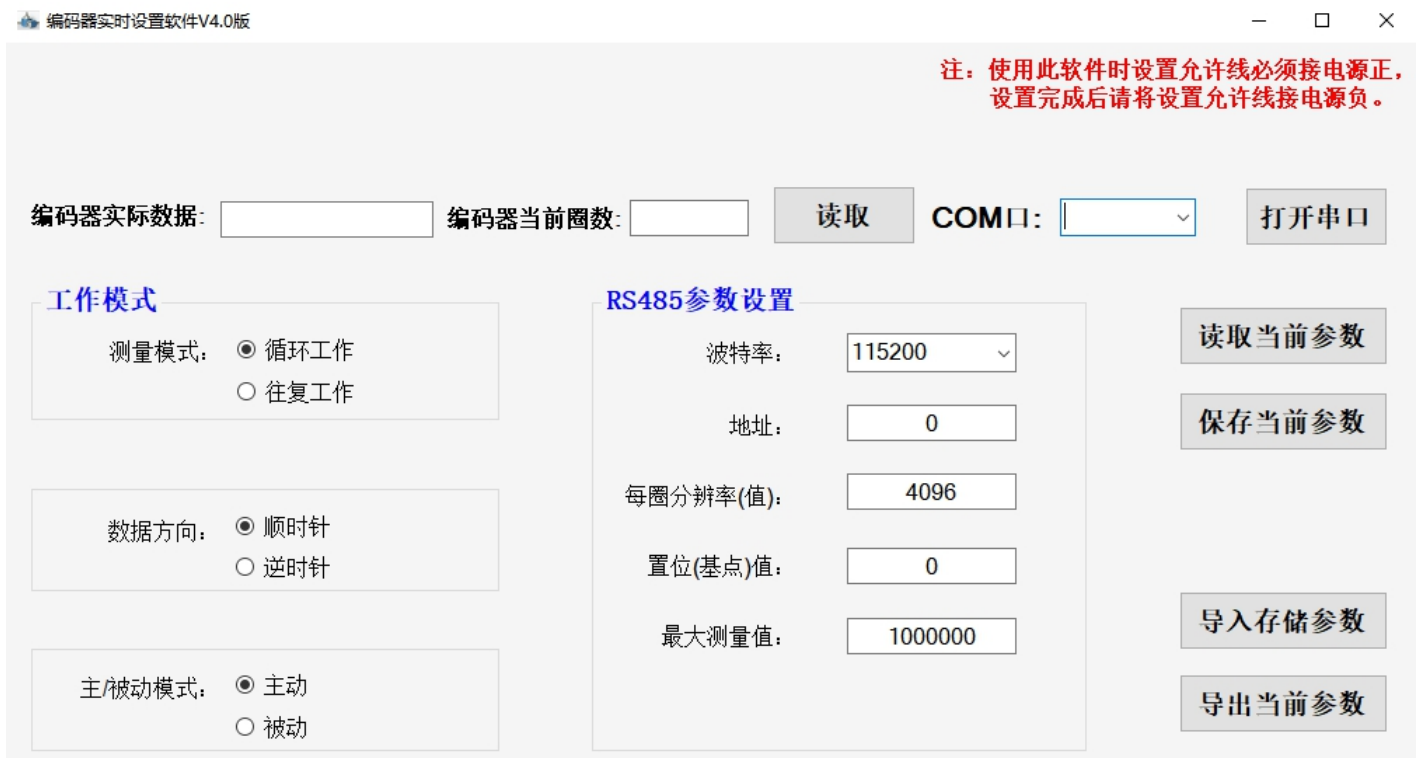 编码器实时设置软件V4.0版
注：使用此软件时设置允许线必须接电源正，
设置完成后请将设置允许线接电源负。
编码器实际数据: 编码器当前圈数: 读取 COM口: 打开串口
工作模式
测量模式： 循环工作
往复工作
数据方向： 顺时针
逆时针
主/被动模式： 主动
被动
RS485参数设置
波特率： 115200
地址： 0
每圈分辨率(值)： 4096
置位(基点)值： 0
最大测量值： 1000000
读取当前参数
保存当前参数
导入存储参数
导出当前参数